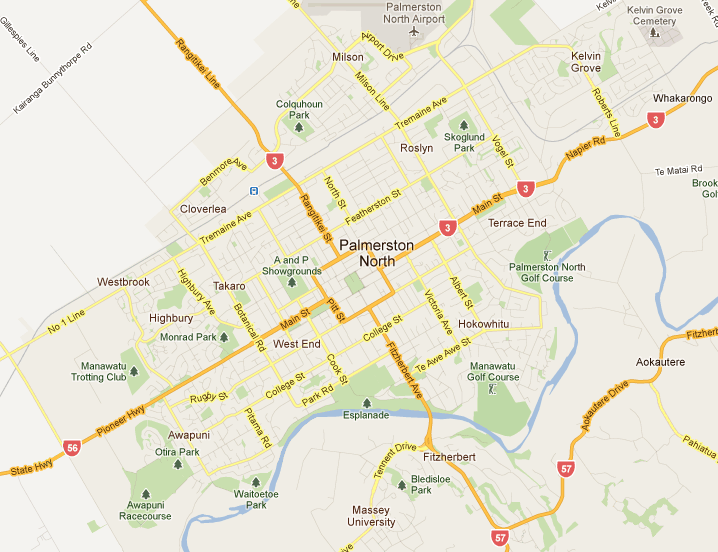 Gillespies Line
Kairanga Bunnythorpe Rd
Rangitikei Line
Palmerston
North Airport
Airport Drive
Milson
Milson Line
Kelvin Grove
Cemetery
Kelvin
Grove
Roberts Line
Whakarongo
3
Napier Rd
Te Matai Rd
Colquhoun
Park
Tremaine Ave
Skoglund
Park
Roslyn
Vogel St
3
Benmore Ave
3
North St
Featherston St
Rangitikei St
Cloverlea
Tremaine Ave
3
Main St
Terrace End
Palmerston
North
Palmerston North
Golf Course
A and P
Showgrounds
Westbrook
Highbury Ave
Takaro
Highbury
No 1 Line
Monrad Park
Botanical Rd
Main St
Pitt St
College St
Victoria Ave
Albert St
Hokowhitu
West End
Fitzherbert Ave
Te Awe Awe St
Cook St
Manawatu
Trotting Club
Rugby St
College St
Park Rd
Esplanade
Manawatu
Golf Course
Aokautere
Aokautere Drive
Pioneer Hwy
Pitama Rd
Awapuni
Otira Park
56
State Hwy
Tennent Drive
Fitzherbert
57
Bledisloe
Park
Waitoetoe
Park
Awapuni
Racecourse
Massey
University
57